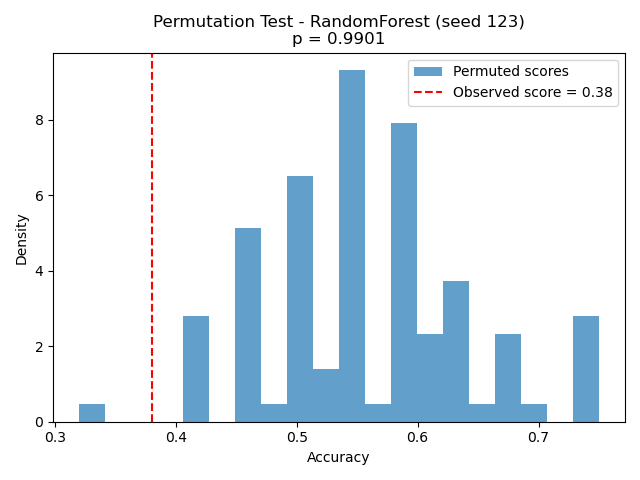 Permutation Test - RandomForest (seed 123)
p = 0.9901
Permuted scores
Observed score = 0.38
Density
8
6
4
2
0
0.3 0.4 0.5 0.6 0.7
Accuracy